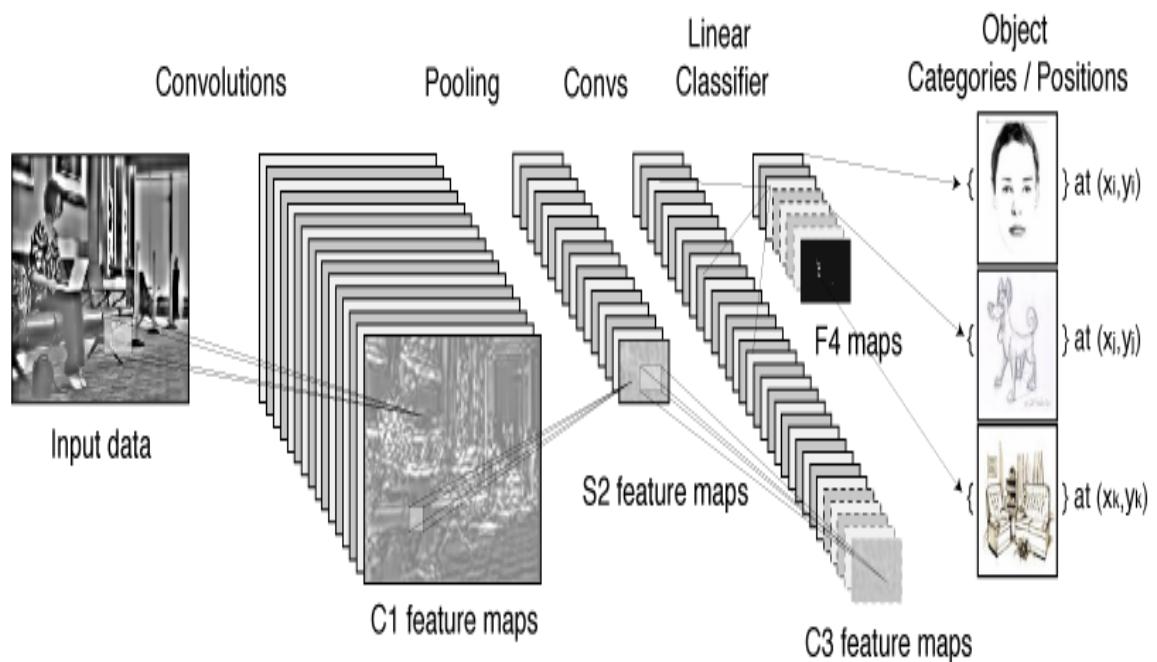 Convolutions
Pooling
Convs
Linear
Classifier
Object
Categories / Positions
Input data
C1 feature maps
S2 feature maps
C3 feature maps
F4 maps
{ } at (xi,yi)
{ } at (xj,yj)
{ } at (xk,yk)